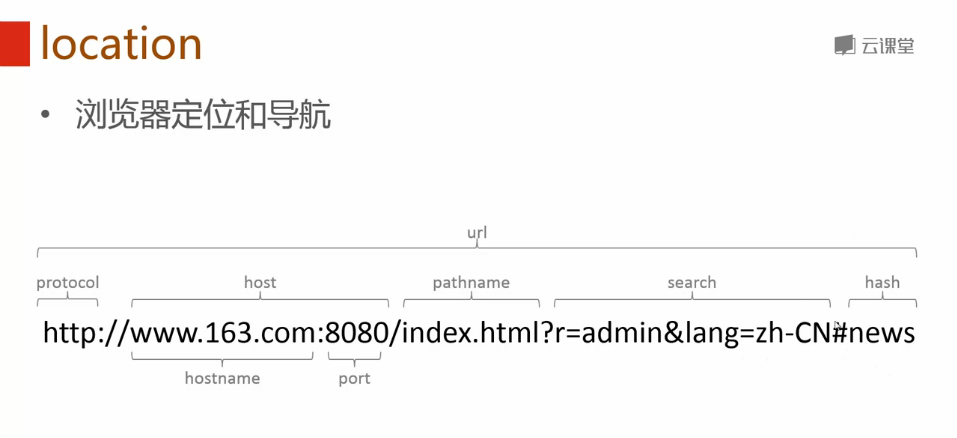 location
云课堂
• 浏览器定位和导航
url
protocol host pathname search hash
http://www.163.com:8080/index.html?r=admin&lang=zh-CN#news
hostname port